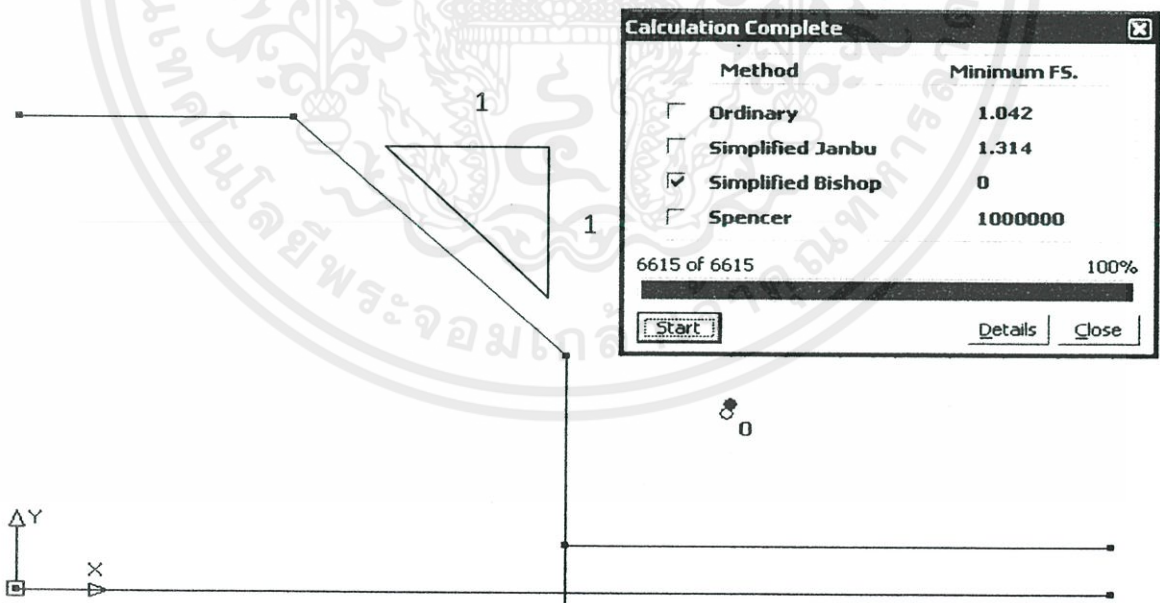 Calculation Complete
Method Minimum FS.
Ordinary 1.042
Simplified Janbu 1.314
Simplified Bishop 0
Spencer 1000000
6615 of 6615 100%
Start Details Close
1
1
0
Y
X